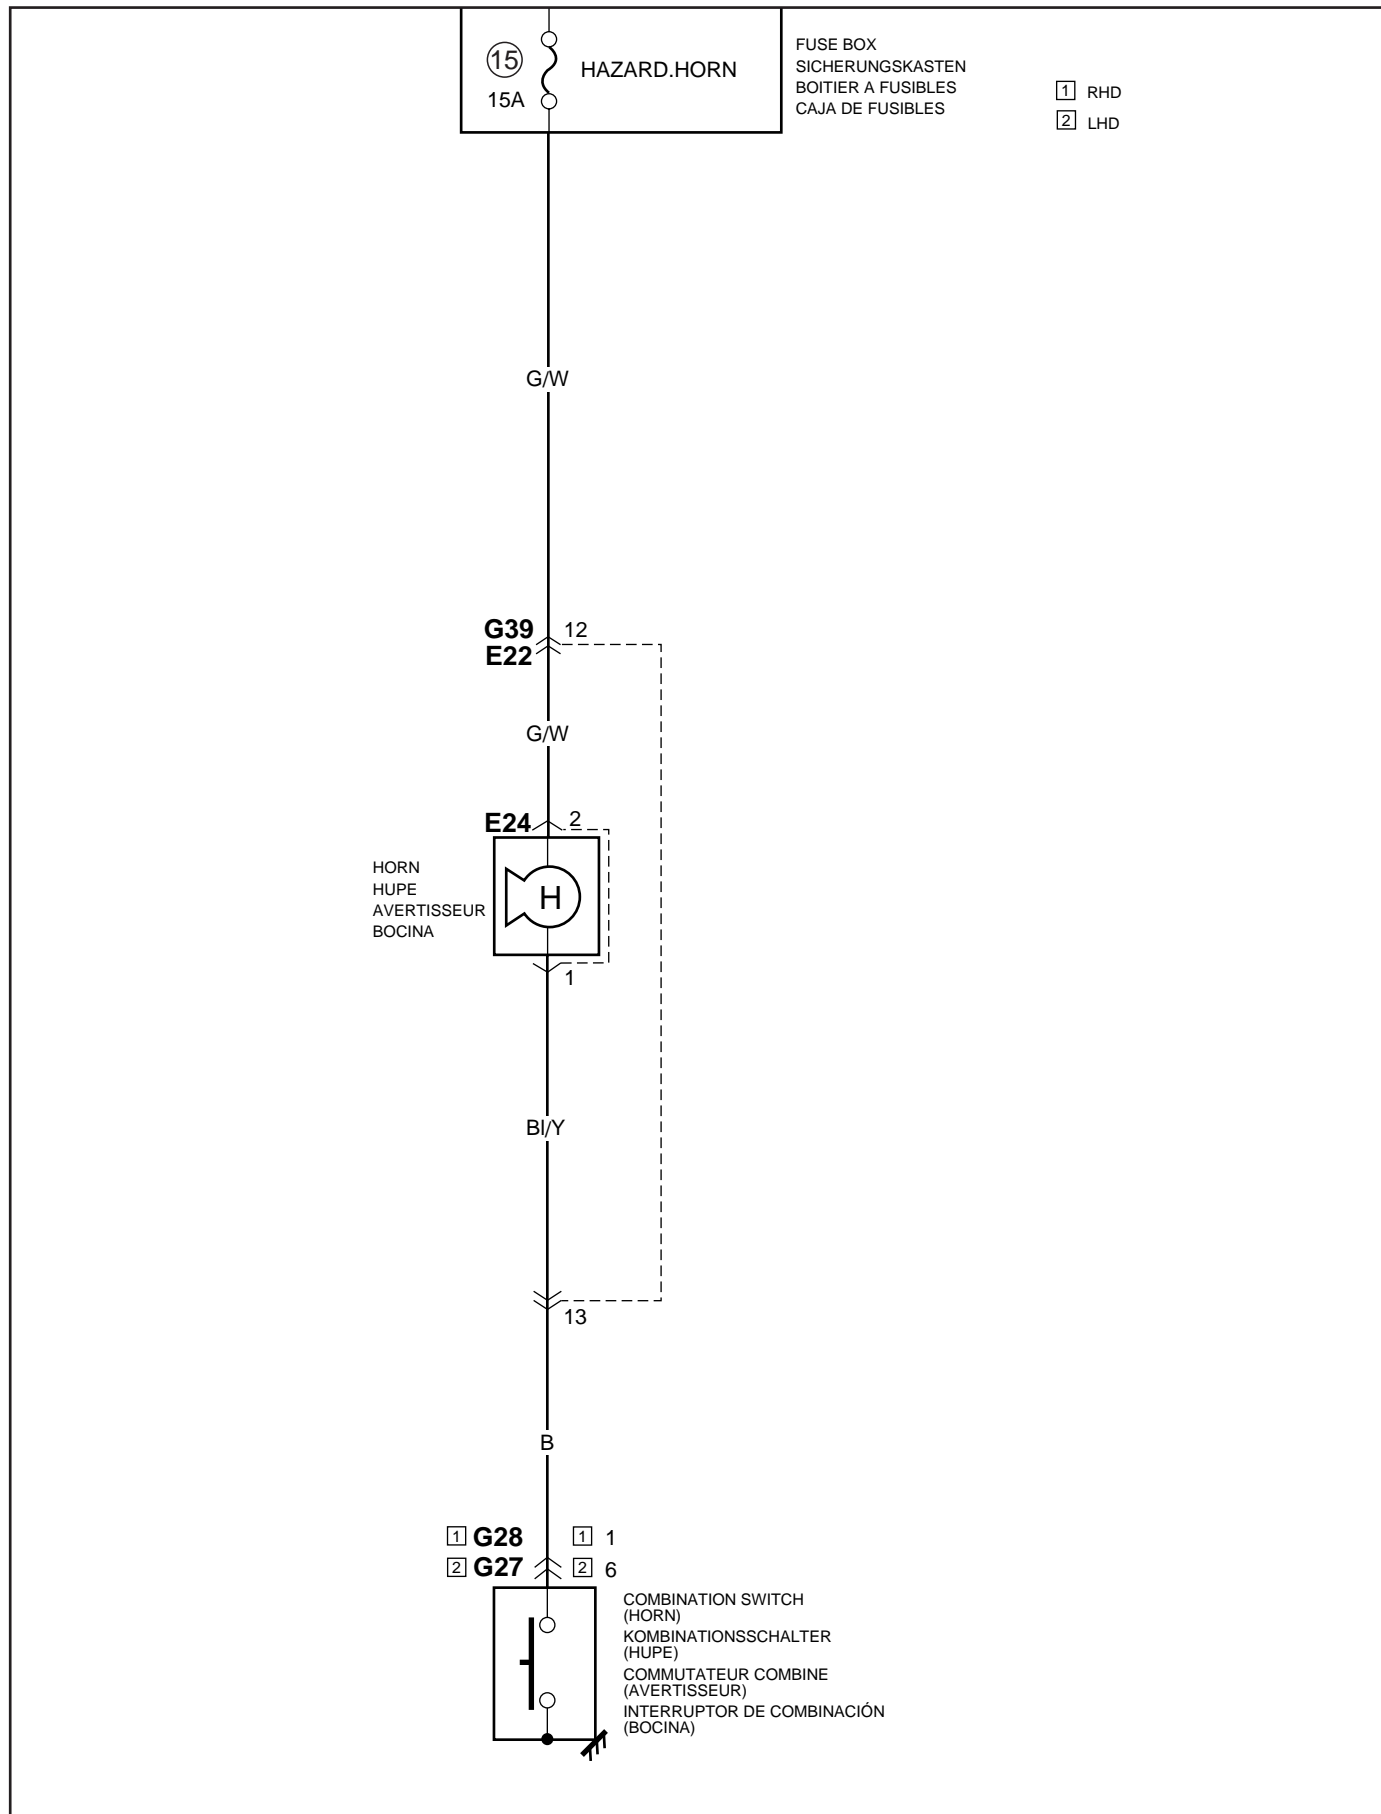 15
15A
HAZARD.HORN
FUSE BOX
SICHERUNGSKASTEN
BOITIER A FUSIBLES
CAJA DE FUSIBLES
1 RHD
2 LHD
G/W
G39 12
E22
G/W
E24 2
HORN
HUPE
AVERTISSEUR
BOCINA
H
1
Bl/Y
13
B
1 G28 1 1
2 G27 2 6
COMBINATION SWITCH
(HORN)
KOMBINATIONSSCHALTER
(HUPE)
COMMUTATEUR COMBINE
(AVERTISSEUR)
INTERRUPTOR DE COMBINACIÓN
(BOCINA)